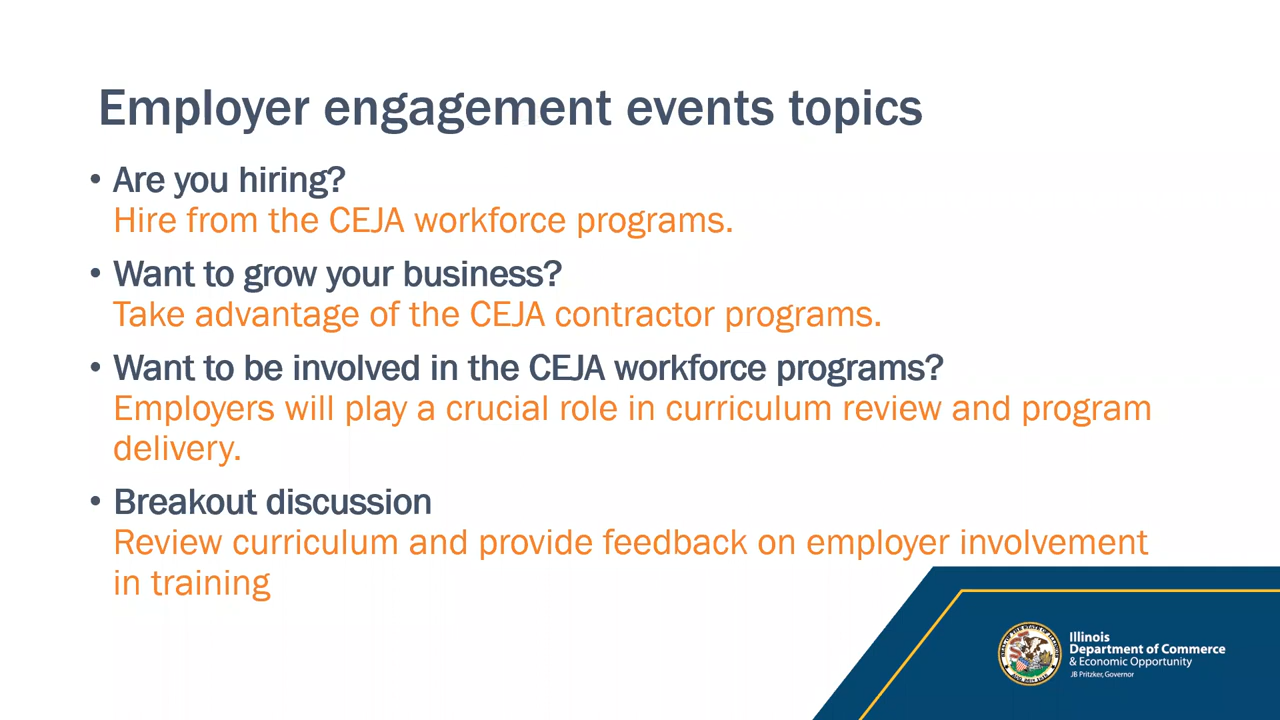 Employer engagement events topics
• Are you hiring?
Hire from the CEJA workforce programs.
• Want to grow your business?
Take advantage of the CEJA contractor programs.
• Want to be involved in the CEJA workforce programs?
Employers will play a crucial role in curriculum review and program
delivery.
• Breakout discussion
Review curriculum and provide feedback on employer involvement
in training
Illinois
Department of Commerce
& Economic Opportunity
JB Pritzker, Governor